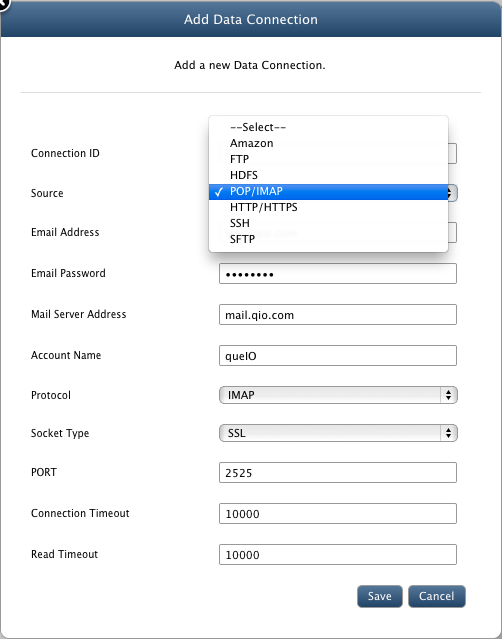 Add Data Connection
Add a new Data Connection.
--Select--
Amazon
Connection ID
FTP
HDFS
Source
✓ POP/IMAP
HTTP/HTTPS
SSH
Email Address
SFTP
Email Password
••••••••
Mail Server Address
mail.qio.com
Account Name
queIO
Protocol
IMAP
Socket Type
SSL
PORT
2525
Connection Timeout
10000
Read Timeout
10000
Save
Cancel